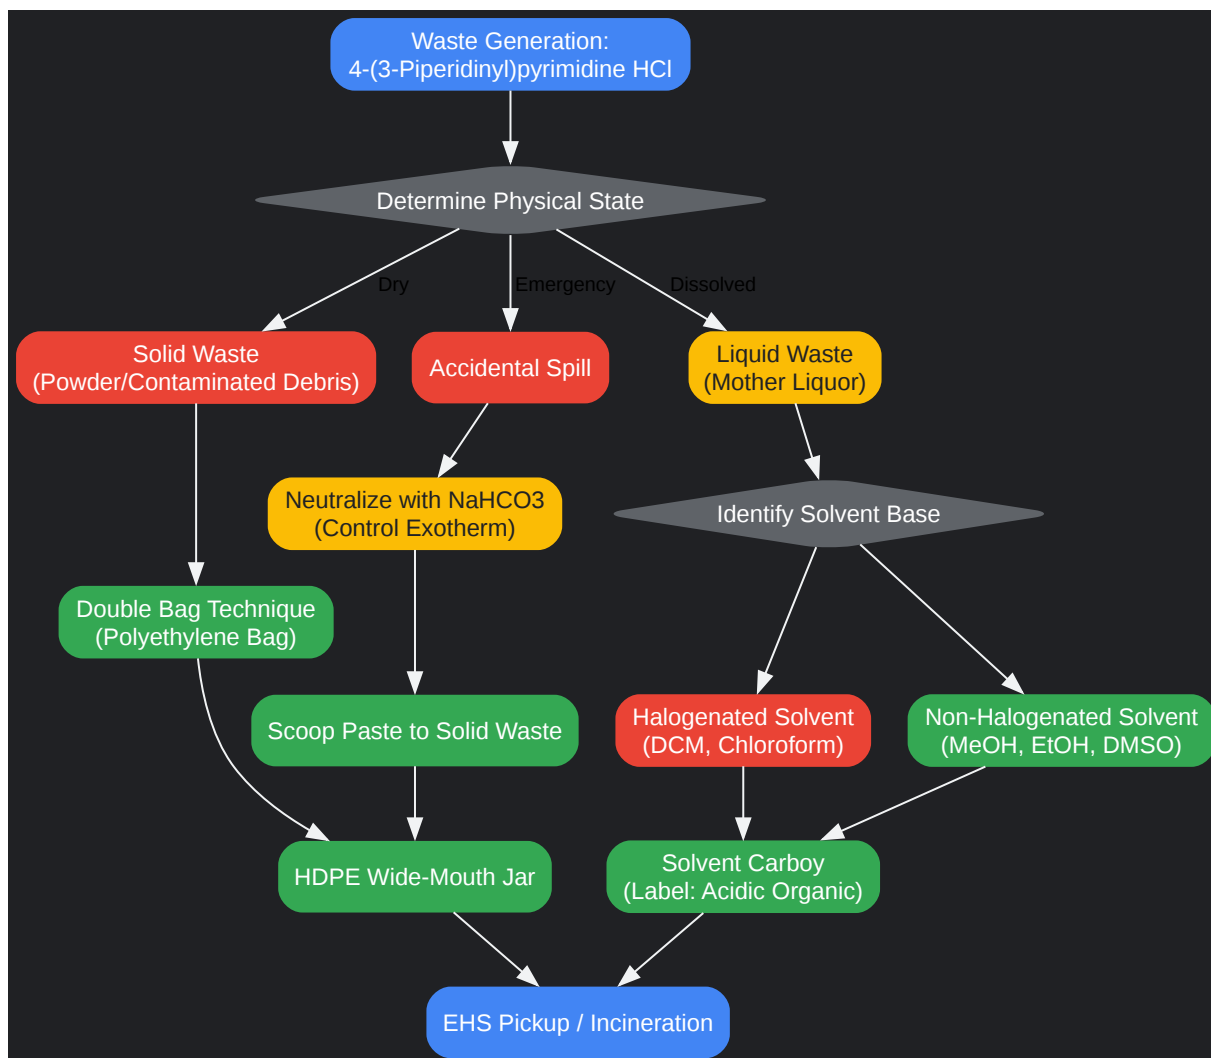 Waste Generation:
4-(3-Piperidinyl)pyrimidine HCl
Determine Physical State
Dry
Emergency
Dissolved
Solid Waste
(Powder/Contaminated Debris)
Accidental Spill
Liquid Waste
(Mother Liquor)
Neutralize with NaHCO3
(Control Exotherm)
Identify Solvent Base
Double Bag Technique
(Polyethylene Bag)
Scoop Paste to Solid Waste
Halogenated Solvent
(DCM, Chloroform)
Non-Halogenated Solvent
(MeOH, EtOH, DMSO)
HDPE Wide-Mouth Jar
Solvent Carboy
(Label: Acidic Organic)
EHS Pickup / Incineration